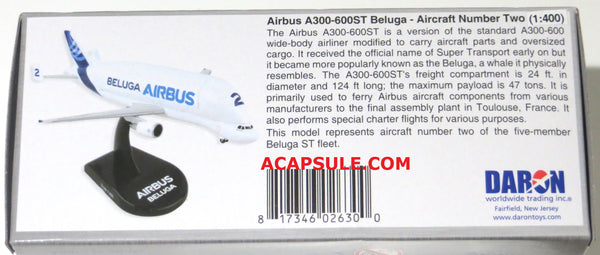 Airbus A300-600ST Beluga - Aircraft Number Two (1:400)
The Airbus A300-600ST is a version of the standard A300-600
wide-body airliner modified to carry aircraft parts and oversized
cargo. It received the official name of Super Transport early on but
it became more popularly known as the Beluga, a whale it physically
resembles. The A300-600ST's freight compartment is 24 ft. in
diameter and 124 ft long; the maximum payload is 47 tons. It is
primarily used to ferry Airbus aircraft components from various
manufacturers to the final assembly plant in Toulouse, France. It
also performs special charter flights for various purposes.
This model represents aircraft number two of the five-member
Beluga ST fleet.
2
BELUGA AIRBUS
2
AIRBUS
BELUGA
ACAPSULE.COM
8 17346 02630 0
DARON
worldwide trading inc.®
Fairfield, New Jersey
www.darontoys.com